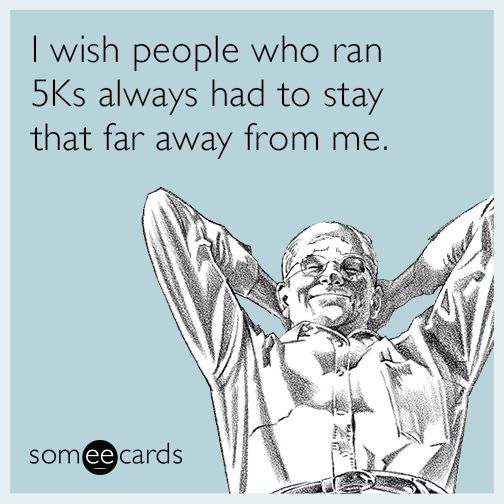 I wish people who ran
5Ks always had to stay
that far away from me.
someecards